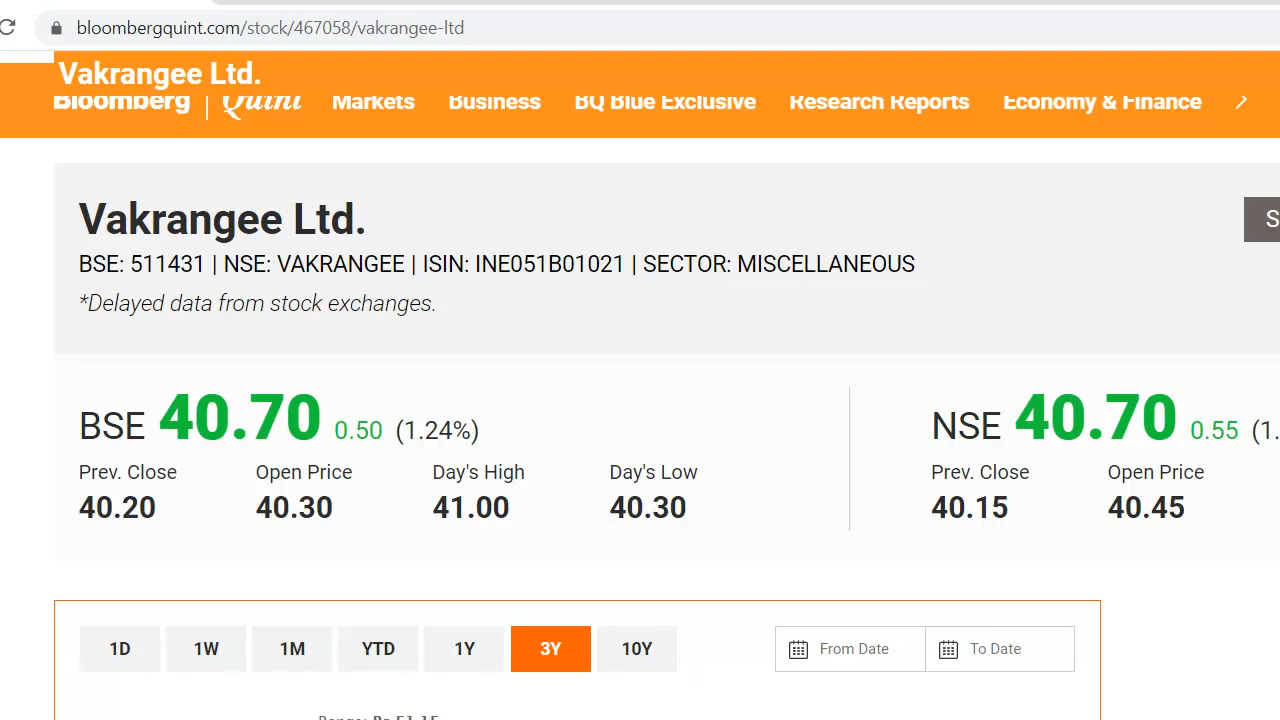 bloombergquint.com/stock/467058/vakrangee-ltd
Vakrangee Ltd.
Bloomberg | Quint Markets Business BQ Blue Exclusive Research Reports Economy & Finance
Vakrangee Ltd.
S
BSE: 511431 | NSE: VAKRANGEE | ISIN: INE051B01021 | SECTOR: MISCELLANEOUS
*Delayed data from stock exchanges.
BSE 40.70 0.50 (1.24%)
Prev. Close Open Price Day's High Day's Low
40.20 40.30 41.00 40.30
NSE 40.70 0.55 (1.
Prev. Close Open Price
40.15 40.45
1D 1W 1M YTD 1Y 3Y 10Y From Date To Date